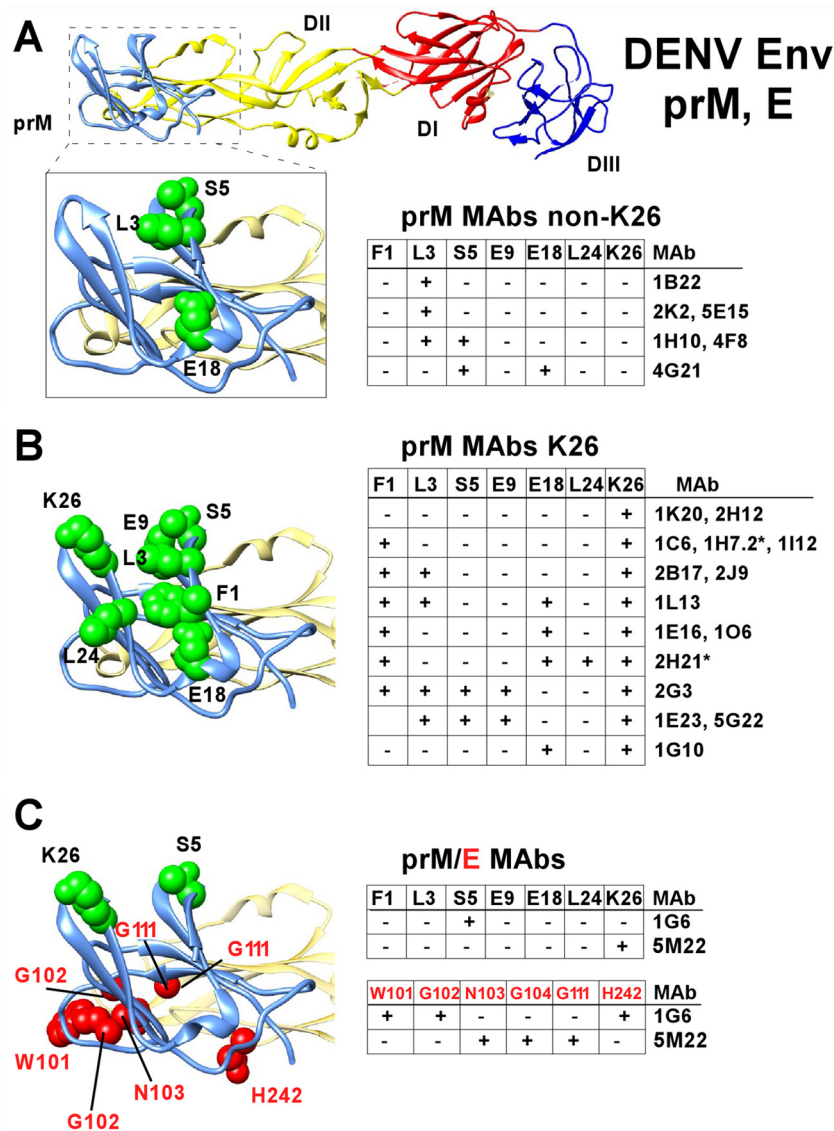 A
DII
DENV Env
prM, E
prM
DI
DIII
S5
L3
E18
prM MAbs non-K26
F1 L3 S5 E9 E18 L24 K26 MAb
- + - - - - - 1B22
- + - - - - - 2K2, 5E15
- + + - - - - 1H10, 4F8
- - + - + - - 4G21
B
K26
E9
S5
L3
F1
L24
E18
prM MAbs K26
F1 L3 S5 E9 E18 L24 K26 MAb
- - - - - - + 1K20, 2H12
+ - - - - - + 1C6, 1H7.2*, 1I12
+ + - - - - + 2B17, 2J9
+ + - - + - + 1L13
+ - - - + - + 1E16, 1O6
+ - - - + + + 2H21*
+ + + + - - + 2G3
+ + + - - + 1E23, 5G22
- - - - + - + 1G10
C
K26
S5
G111
G111
G102
W101
N103
H242
G102
prM/E MAbs
F1 L3 S5 E9 E18 L24 K26 MAb
- - + - - - - 1G6
- - - - - - + 5M22
W101 G102 N103 G104 G111 H242 MAb
+ + - - - + 1G6
- - + + + - 5M22